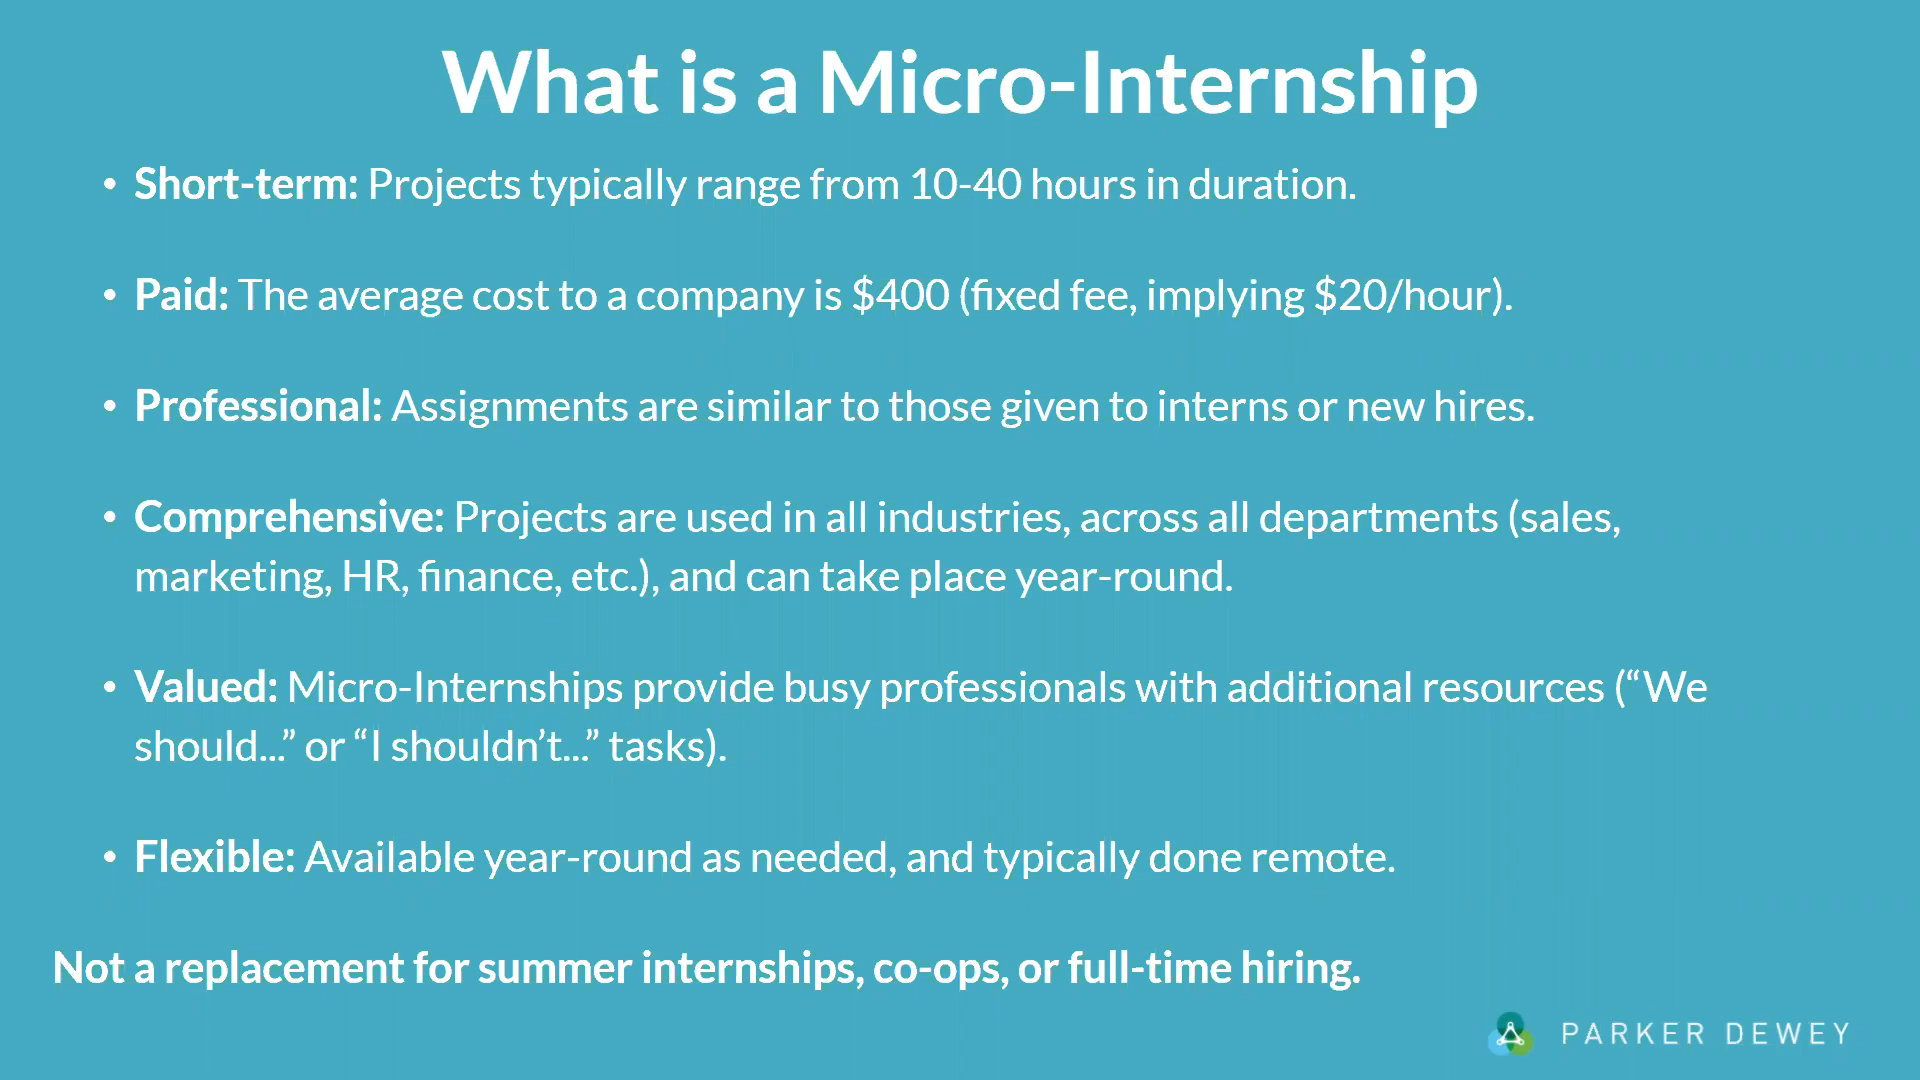 What is a Micro-Internship
• Short-term: Projects typically range from 10-40 hours in duration.
• Paid: The average cost to a company is $400 (fixed fee, implying $20/hour).
• Professional: Assignments are similar to those given to interns or new hires.
• Comprehensive: Projects are used in all industries, across all departments (sales,
marketing, HR, finance, etc.), and can take place year-round.
• Valued: Micro-Internships provide busy professionals with additional resources (“We
should...” or “I shouldn’t...” tasks).
• Flexible: Available year-round as needed, and typically done remote.
Not a replacement for summer internships, co-ops, or full-time hiring.
PARKER DEWEY